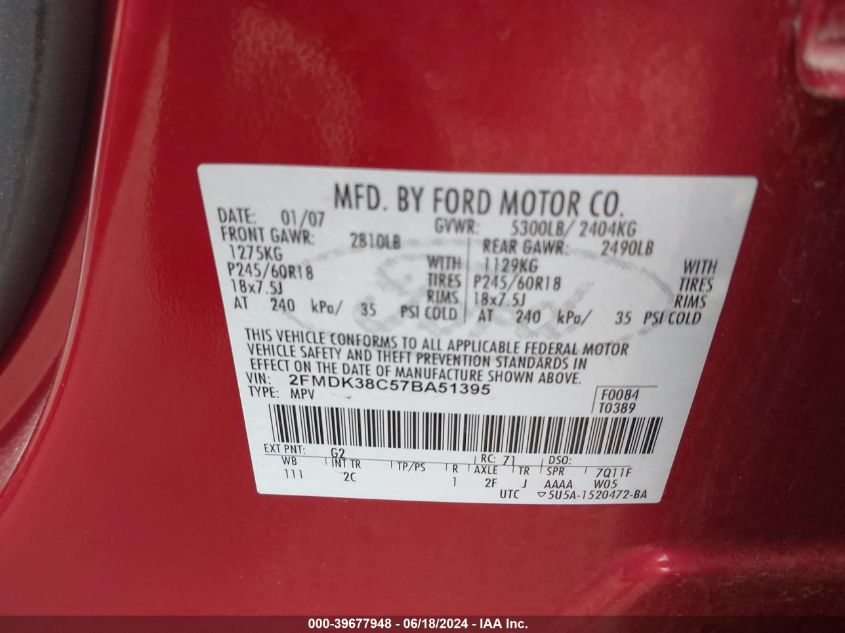 MFD. BY FORD MOTOR CO.
DATE: 01/07 GVWR: 5300LB/ 2404KG
FRONT GAWR: 2810LB REAR GAWR: 2490LB
1275KG WITH 1129KG WITH
P245/60R18 TIRES P245/60R18 TIRES
18x7.5J RIMS 18x7.5J RIMS
AT 240 kPa/ 35 PSI COLD AT 240 kPa/ 35 PSI COLD
THIS VEHICLE CONFORMS TO ALL APPLICABLE FEDERAL MOTOR
VEHICLE SAFETY AND THEFT PREVENTION STANDARDS IN
EFFECT ON THE DATE OF MANUFACTURE SHOWN ABOVE.
VIN: 2FMDK38C57BA51395 F0084
TYPE: MPV T0389
EXT PNT: G2 RC: 71 DSO:
WB INT TR TP/PS R AXLE TR SPR 7Q11F
111 2C 1 2F J AAAA W05
UTC ▽5U5A-1520472-BA
000-39677948 - 06/18/2024 - IAAI.com